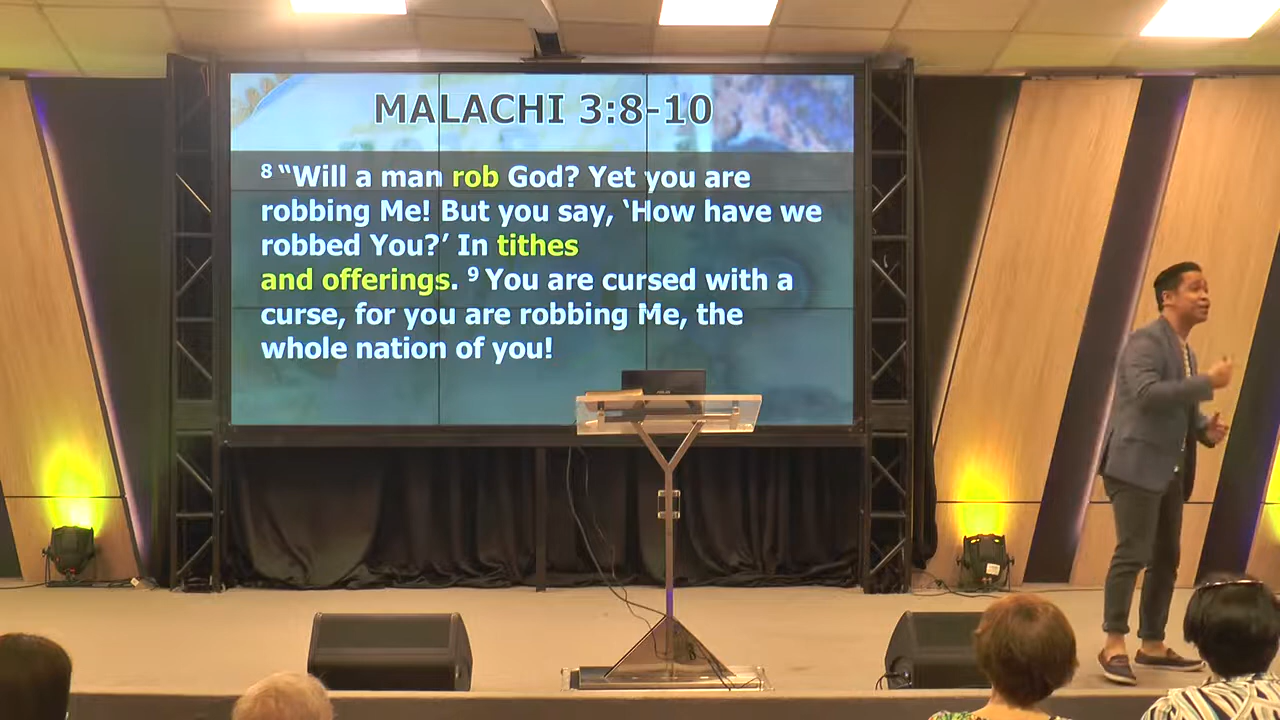 MALACHI 3:8-10
8 “Will a man rob God? Yet you are
robbing Me! But you say, ‘How have we
robbed You?’ In tithes
and offerings. 9 You are cursed with a
curse, for you are robbing Me, the
whole nation of you!